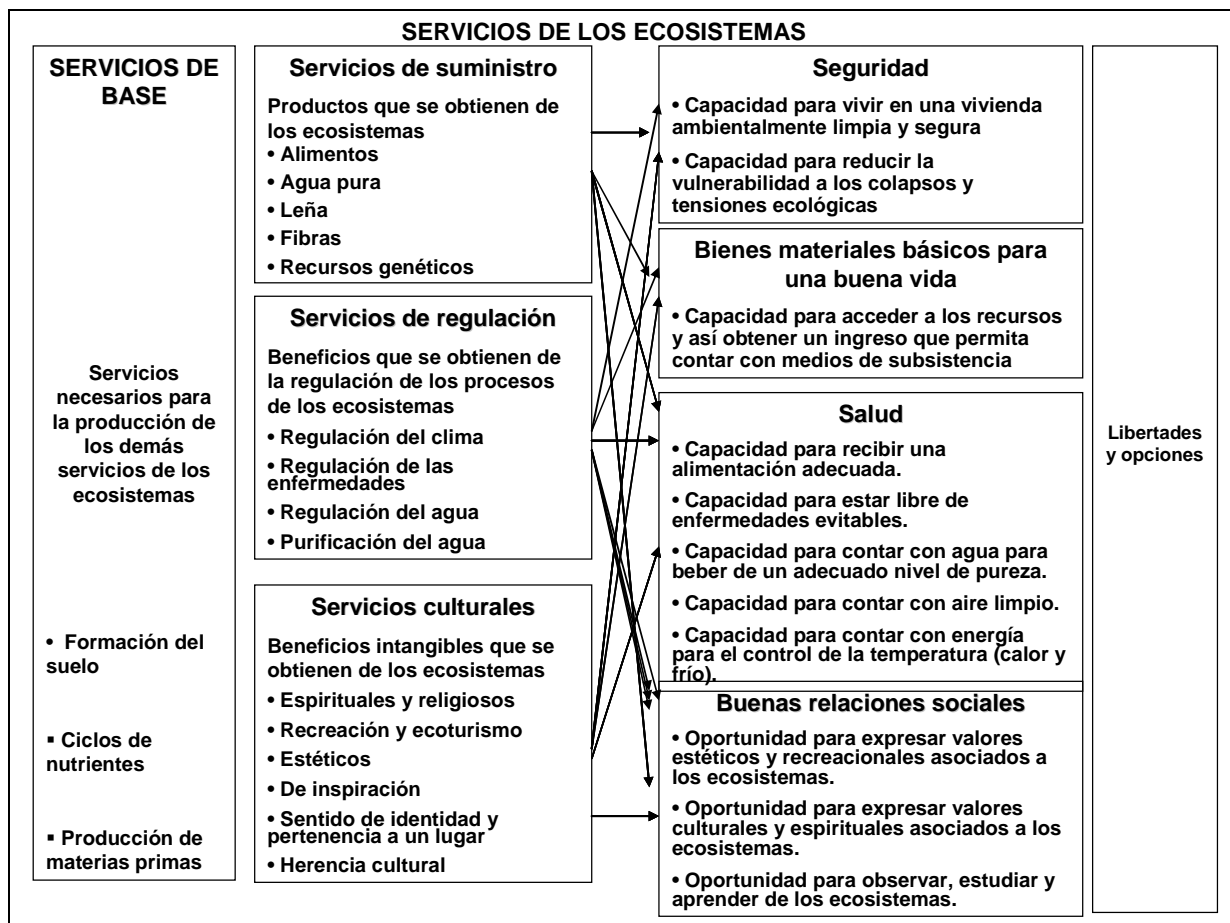 SERVICIOS DE LOS ECOSISTEMAS
SERVICIOS DE
BASE
Servicios
necesarios para
la producción de
los demás
servicios de los
ecosistemas
• Formación del
suelo
▪ Ciclos de
nutrientes
▪ Producción de
materias primas
Servicios de suministro
Productos que se obtienen de
los ecosistemas
• Alimentos
• Agua pura
• Leña
• Fibras
• Recursos genéticos
Servicios de regulación
Beneficios que se obtienen de
la regulación de los procesos
de los ecosistemas
• Regulación del clima
• Regulación de las
enfermedades
• Regulación del agua
• Purificación del agua
Servicios culturales
Beneficios intangibles que se
obtienen de los ecosistemas
• Espirituales y religiosos
• Recreación y ecoturismo
• Estéticos
• De inspiración
• Sentido de identidad y
pertenencia a un lugar
• Herencia cultural
Seguridad
• Capacidad para vivir en una vivienda
ambientalmente limpia y segura
• Capacidad para reducir la
vulnerabilidad a los colapsos y
tensiones ecológicas
Bienes materiales básicos para
una buena vida
• Capacidad para acceder a los recursos
y así obtener un ingreso que permita
contar con medios de subsistencia
Salud
• Capacidad para recibir una
alimentación adecuada.
• Capacidad para estar libre de
enfermedades evitables.
• Capacidad para contar con agua para
beber de un adecuado nivel de pureza.
• Capacidad para contar con aire limpio.
• Capacidad para contar con energía
para el control de la temperatura (calor y
frío).
Buenas relaciones sociales
• Oportunidad para expresar valores
estéticos y recreacionales asociados a
los ecosistemas.
• Oportunidad para expresar valores
culturales y espirituales asociados a los
ecosistemas.
• Oportunidad para observar, estudiar y
aprender de los ecosistemas.
Libertades
y opciones